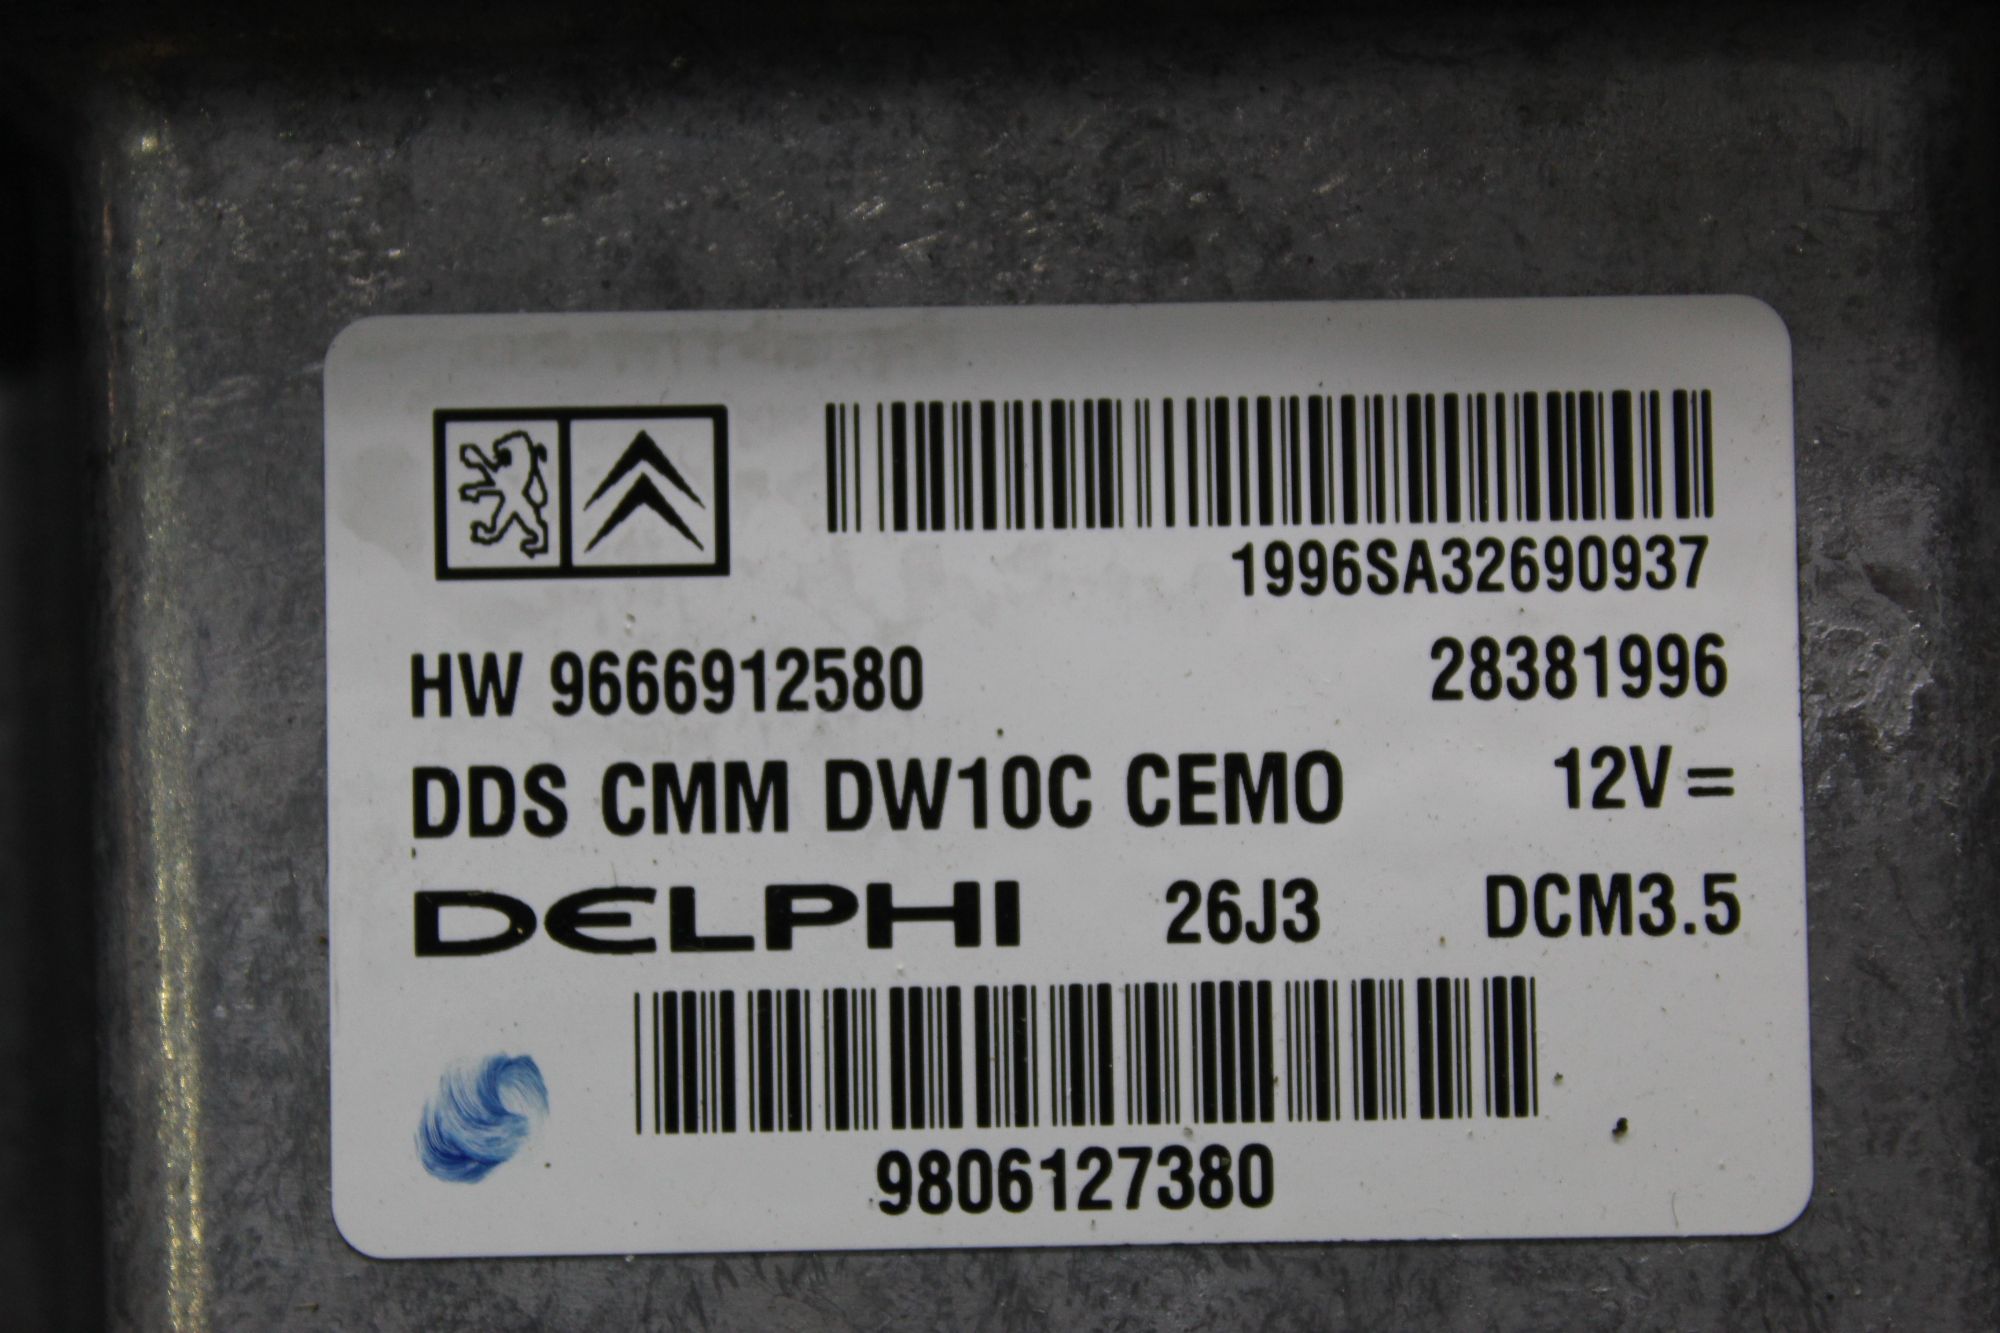 1996SA32690937
HW 9666912580 28381996
DDS CMM DW10C CEMO 12V=
DELPHI 26J3 DCM3.5
9806127380